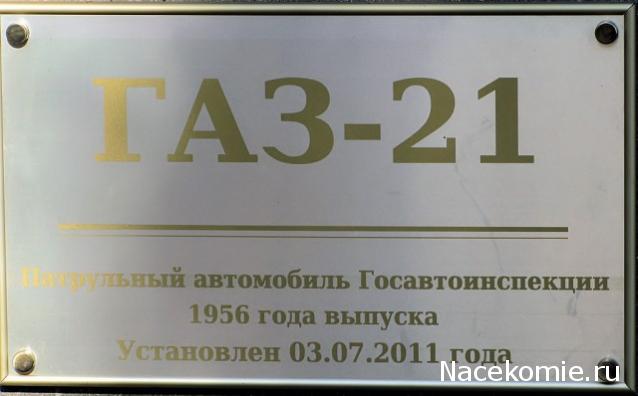 ГАЗ-21
Патрульный автомобиль Госавтоинспекции
1956 года выпуска
Установлен 03.07.2011 года
Nacekomie.ru